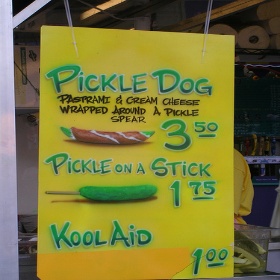 PICKLE DOG
PASTRAMI & CREAM CHEESE
WRAPPED AROUND A PICKLE
SPEAR
3 50
PICKLE ON A STICK
1 75
KOOL AID
1.00